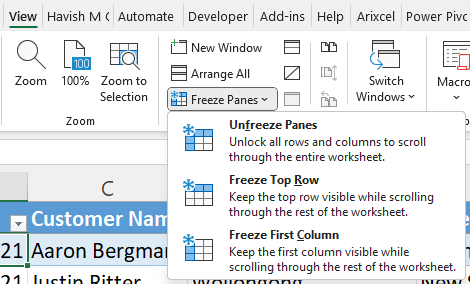 View Havish M C Automate Developer Add-ins Help Arixcel Power Pivo
New Window
Arrange All
Freeze Panes
Zoom 100% Zoom to Selection
100
Switch Windows
Macro
Zoom
Unfreeze Panes
Unlock all rows and columns to scroll
through the entire worksheet.
Freeze Top Row
Keep the top row visible while scrolling
through the rest of the worksheet.
Freeze First Column
Keep the first column visible while
scrolling through the rest of the worksheet.
C
Customer Nam
21 Aaron Bergma
21 Justin Ritter Wollongong New S